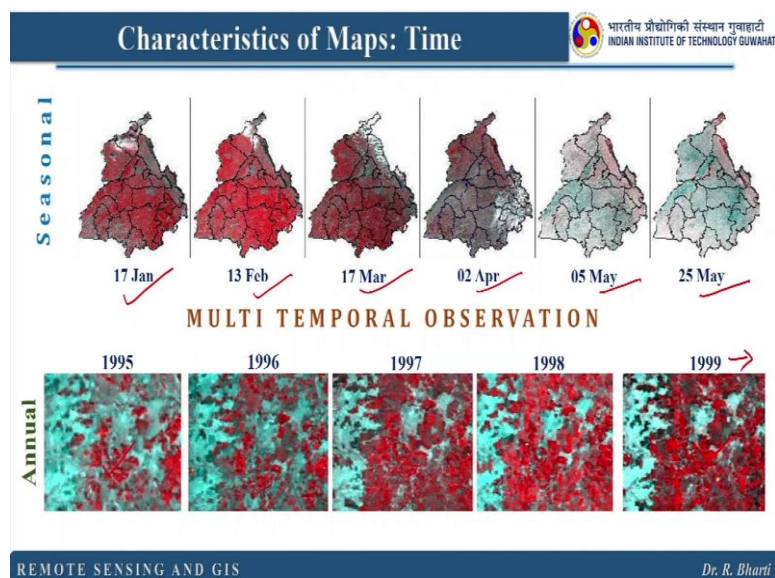 Characteristics of Maps: Time
भारतीय प्रौद्योगिकी संस्थान गुवाहाटी
INDIAN INSTITUTE OF TECHNOLOGY GUWAHAT
Seasonal
17 Jan 13 Feb 17 Mar 02 Apr 05 May 25 May
MULTI TEMPORAL OBSERVATION
1995 1996 1997 1998 1999
Annual
REMOTE SENSING AND GIS Dr. R. Bharti